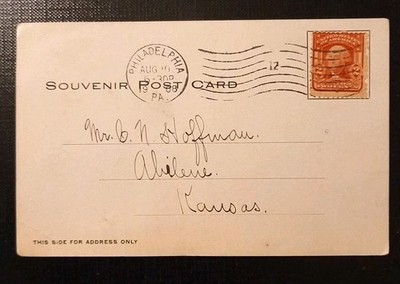 PHILADELPHIA
AUG
PA.
12
SOUVENIR POST CARD
Mr. C. N. Hoffman.
Abilene.
Kansas.
THIS SIDE FOR ADDRESS ONLY